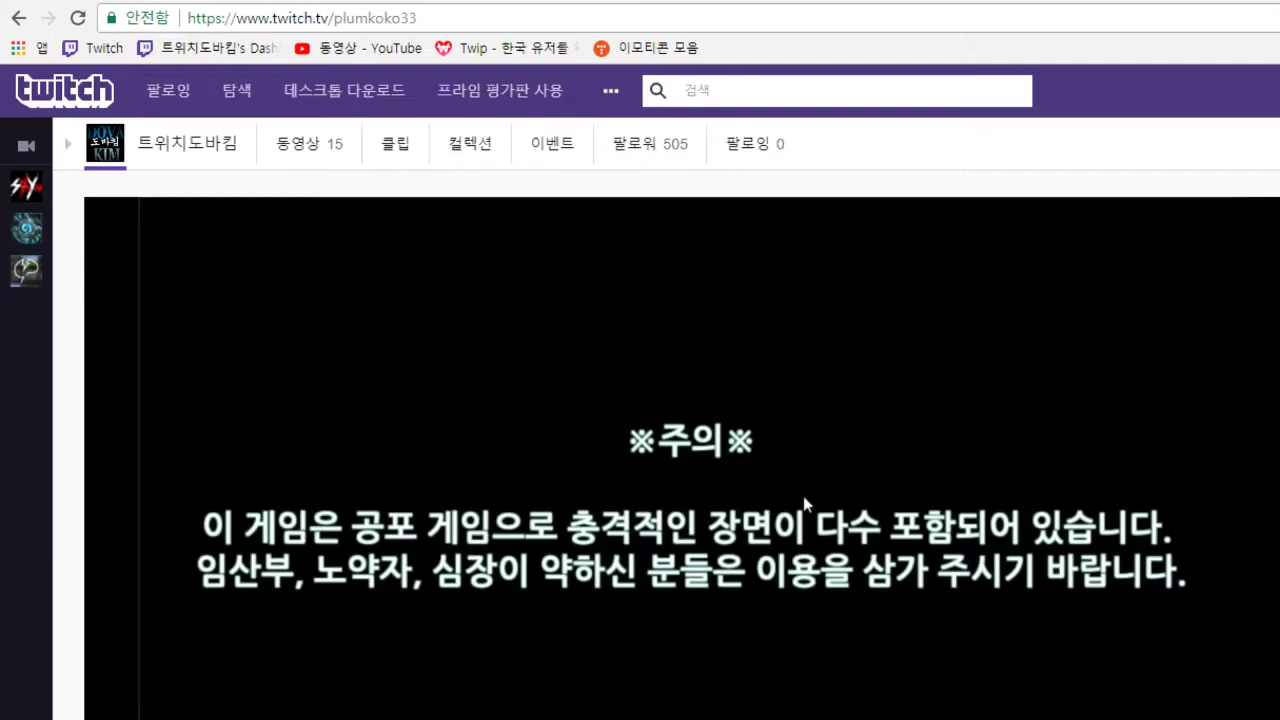 안전함 https://www.twitch.tv/plumkoko33
앱 Twitch 트위치도바킴's Dash 동영상 - YouTube Twip - 한국 유저를 이모티콘 모음
twitch 팔로잉 탐색 데스크톱 다운로드 프라임 평가판 사용 ••• 검색
DOVA 도바킴 KIM 트위치도바킴 동영상 15 클립 컬렉션 이벤트 팔로워 505 팔로잉 0
※주의※
이 게임은 공포 게임으로 충격적인 장면이 다수 포함되어 있습니다.
임산부, 노약자, 심장이 약하신 분들은 이용을 삼가 주시기 바랍니다.